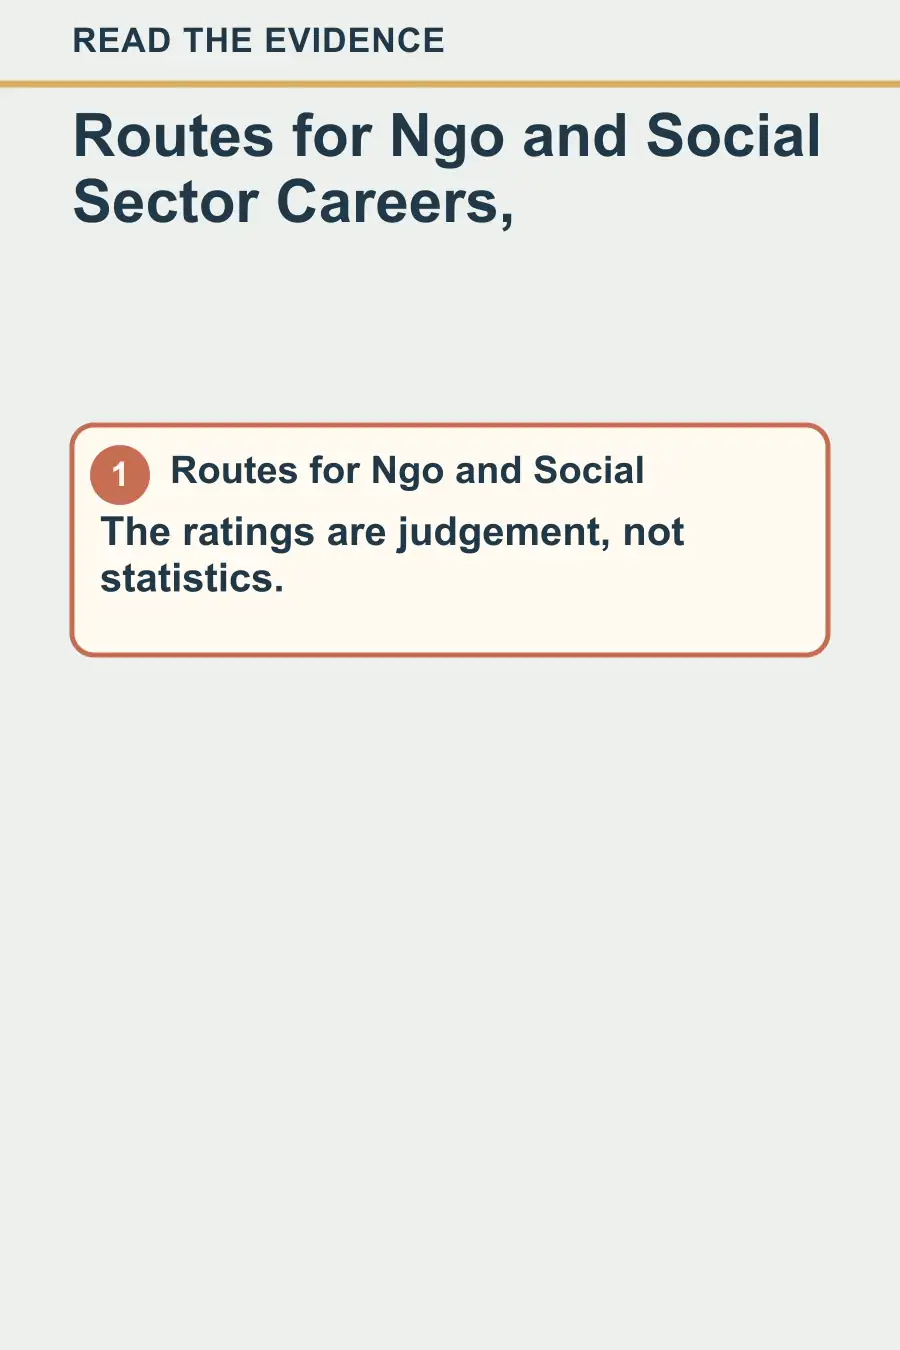 READ THE EVIDENCE
Routes for Ngo and Social
Sector Careers,
1
Routes for Ngo and Social
The ratings are judgement, not
statistics.